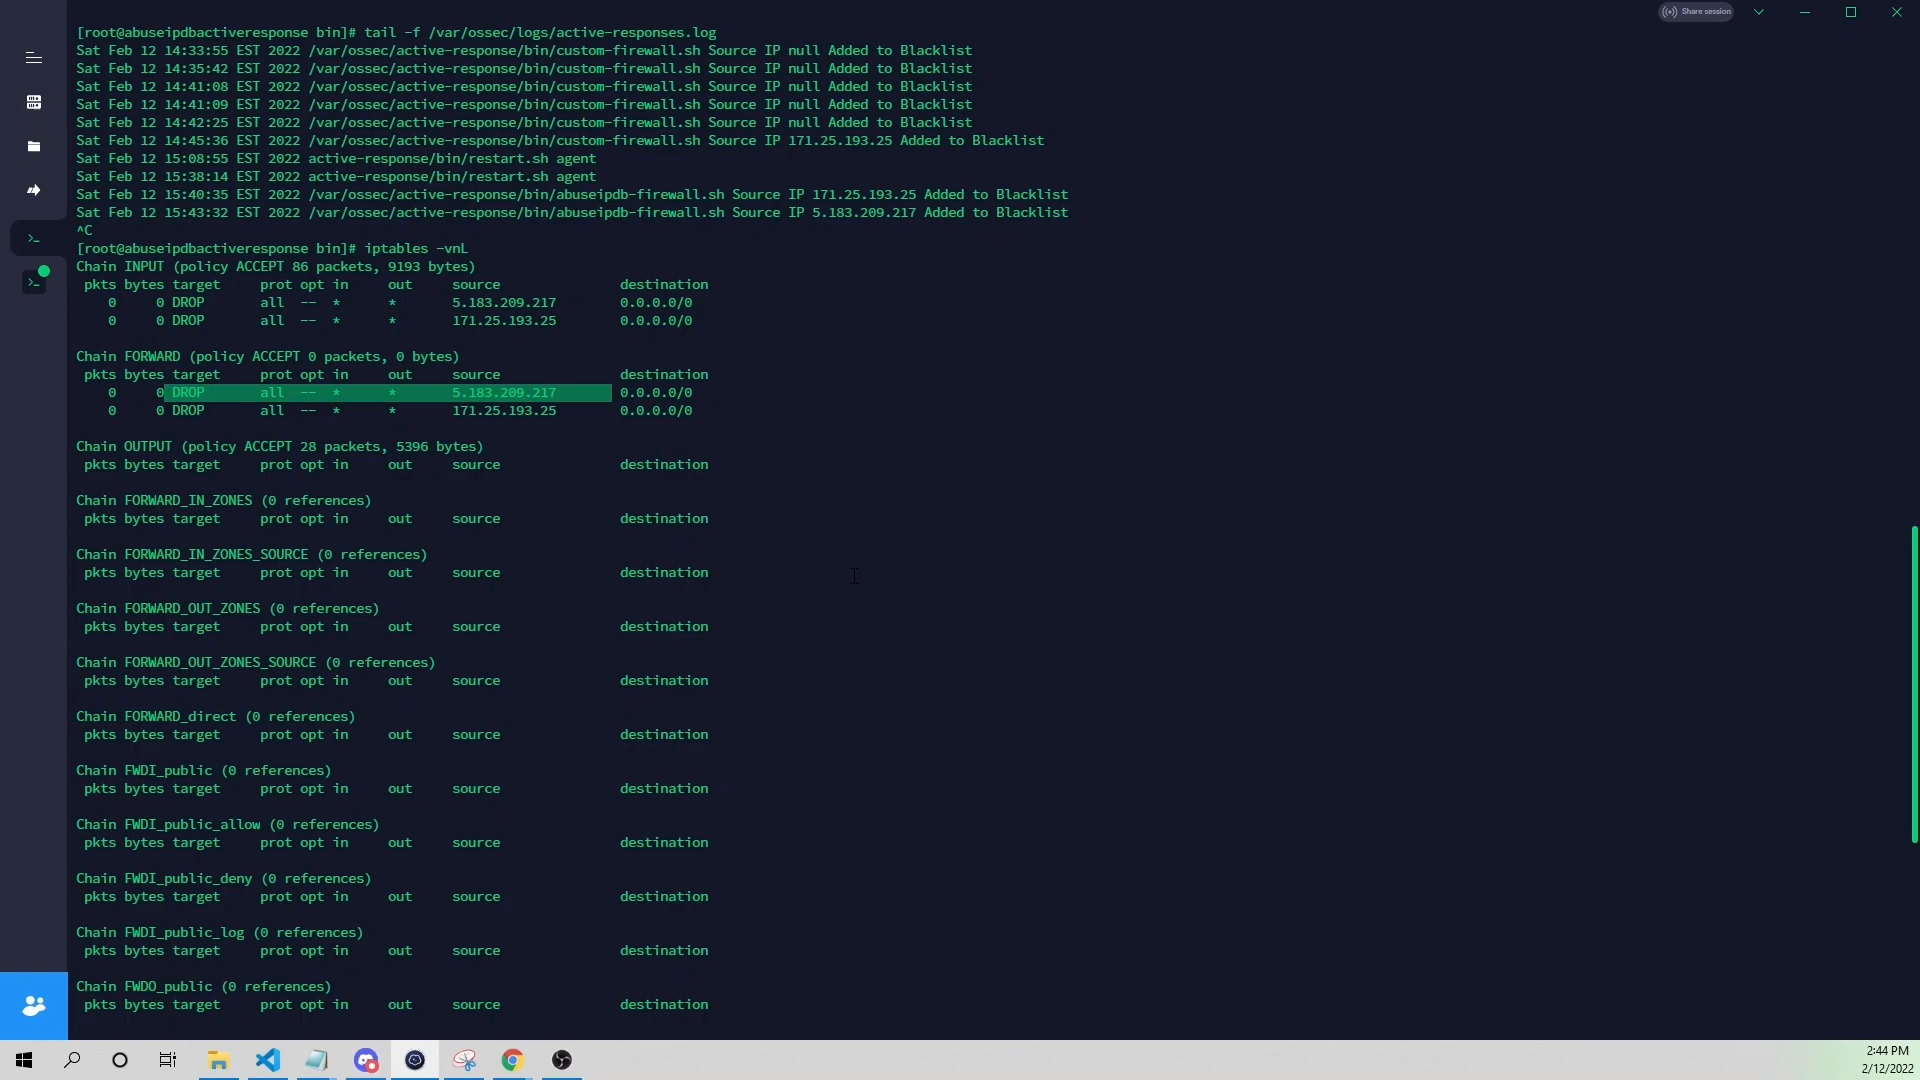 Share session
[root@abuseipdbactiveresponse bin]# tail -f /var/ossec/logs/active-responses.log
Sat Feb 12 14:33:55 EST 2022 /var/ossec/active-response/bin/custom-firewall.sh Source IP null Added to Blacklist
Sat Feb 12 14:35:42 EST 2022 /var/ossec/active-response/bin/custom-firewall.sh Source IP null Added to Blacklist
Sat Feb 12 14:41:08 EST 2022 /var/ossec/active-response/bin/custom-firewall.sh Source IP null Added to Blacklist
Sat Feb 12 14:41:09 EST 2022 /var/ossec/active-response/bin/custom-firewall.sh Source IP null Added to Blacklist
Sat Feb 12 14:42:25 EST 2022 /var/ossec/active-response/bin/custom-firewall.sh Source IP null Added to Blacklist
Sat Feb 12 14:45:36 EST 2022 /var/ossec/active-response/bin/custom-firewall.sh Source IP 171.25.193.25 Added to Blacklist
Sat Feb 12 15:08:55 EST 2022 active-response/bin/restart.sh agent
Sat Feb 12 15:38:14 EST 2022 active-response/bin/restart.sh agent
Sat Feb 12 15:40:35 EST 2022 /var/ossec/active-response/bin/abuseipdb-firewall.sh Source IP 171.25.193.25 Added to Blacklist
Sat Feb 12 15:43:32 EST 2022 /var/ossec/active-response/bin/abuseipdb-firewall.sh Source IP 5.183.209.217 Added to Blacklist
^C
[root@abuseipdbactiveresponse bin]# iptables -vnL
Chain INPUT (policy ACCEPT 86 packets, 9193 bytes)
pkts bytes target prot opt in out source destination
0 0 DROP all -- * * 5.183.209.217 0.0.0.0/0
0 0 DROP all -- * * 171.25.193.25 0.0.0.0/0
Chain FORWARD (policy ACCEPT 0 packets, 0 bytes)
pkts bytes target prot opt in out source destination
0 0 DROP all -- * * 5.183.209.217 0.0.0.0/0
0 0 DROP all -- * * 171.25.193.25 0.0.0.0/0
Chain OUTPUT (policy ACCEPT 28 packets, 5396 bytes)
pkts bytes target prot opt in out source destination
Chain FORWARD_IN_ZONES (0 references)
pkts bytes target prot opt in out source destination
Chain FORWARD_IN_ZONES_SOURCE (0 references)
pkts bytes target prot opt in out source destination
Chain FORWARD_OUT_ZONES (0 references)
pkts bytes target prot opt in out source destination
Chain FORWARD_OUT_ZONES_SOURCE (0 references)
pkts bytes target prot opt in out source destination
Chain FORWARD_direct (0 references)
pkts bytes target prot opt in out source destination
Chain FWDI_public (0 references)
pkts bytes target prot opt in out source destination
Chain FWDI_public_allow (0 references)
pkts bytes target prot opt in out source destination
Chain FWDI_public_deny (0 references)
pkts bytes target prot opt in out source destination
Chain FWDI_public_log (0 references)
pkts bytes target prot opt in out source destination
Chain FWDO_public (0 references)
pkts bytes target prot opt in out source destination
2:44 PM
2/12/2022